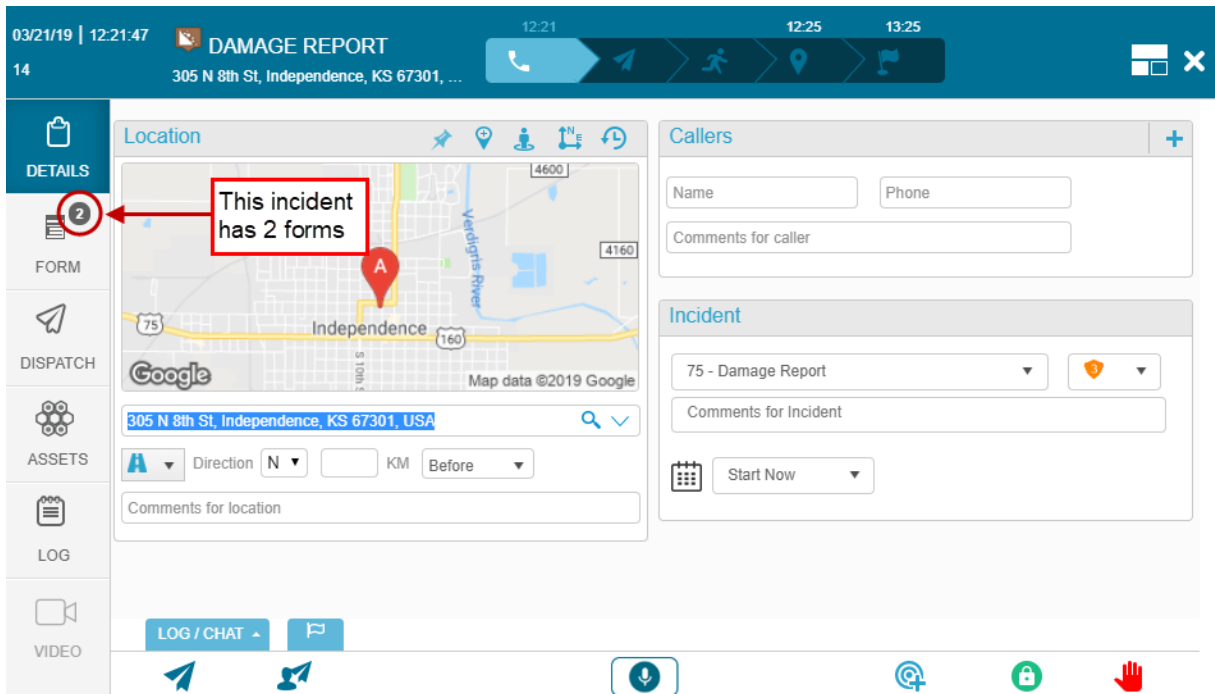 03/21/19 | 12:21:47
14
DAMAGE REPORT
305 N 8th St, Independence, KS 67301, ...
12:21
12:25
13:25
DETAILS
2
FORM
DISPATCH
ASSETS
LOG
VIDEO
Location
N
E
4600
This incident
has 2 forms
Verdigris River
4160
A
75
Independence
160
S 10th S
Google
Map data ©2019 Google
305 N 8th St, Independence, KS 67301, USA
Direction N KM Before
Comments for location
Callers +
Name
Phone
Comments for caller
Incident
75 - Damage Report
3
Comments for Incident
Start Now
LOG / CHAT